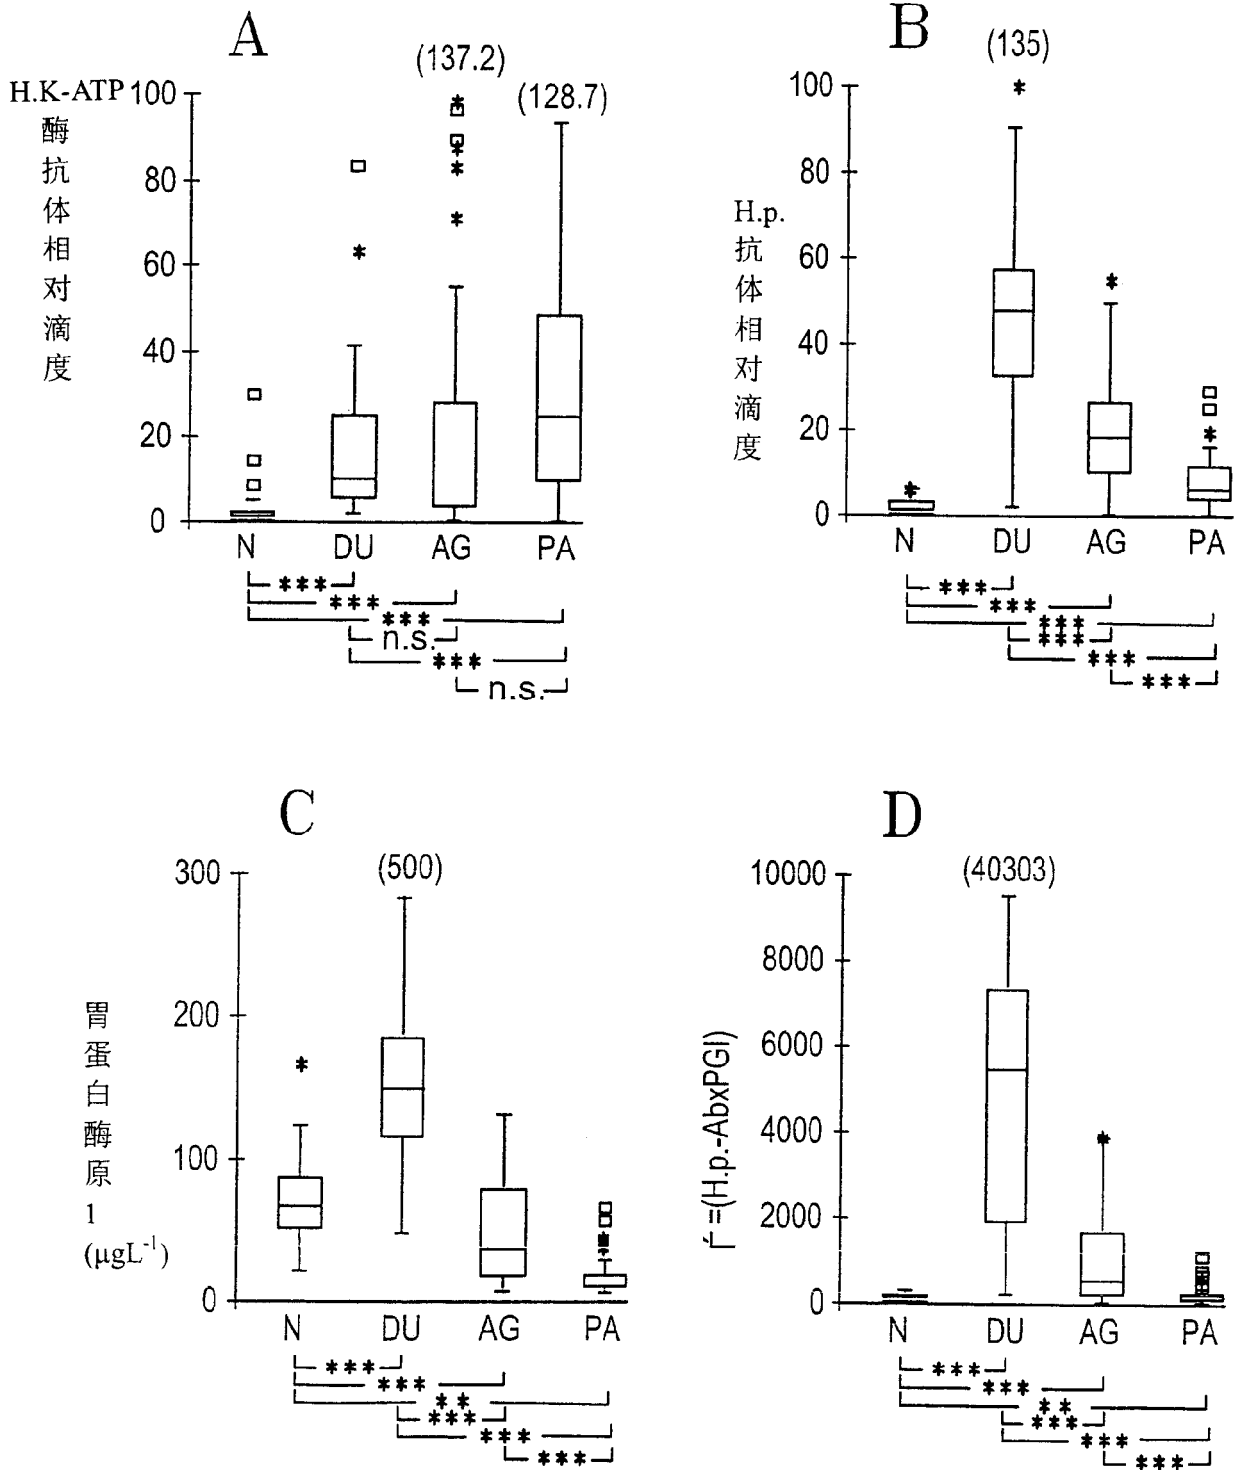 A
(137.2)
(128.7)
H.K-ATP
酶
抗
体
相
对
滴
度
100
80
60
40
20
0
N DU AG PA
***
***
***
n.s.
***
n.s.
B
(135)
H.p.
抗
体
相
对
滴
度
100
80
60
40
20
0
N DU AG PA
***
***
***
***
***
***
C
(500)
胃
蛋
白
酶
原
1
(μgL⁻¹)
300
200
100
0
N DU AG PA
***
***
**
***
***
***
D
(40303)
=(H.p.-AbxPGI)
10000
8000
6000
4000
2000
0
N DU AG PA
***
***
**
***
***
***